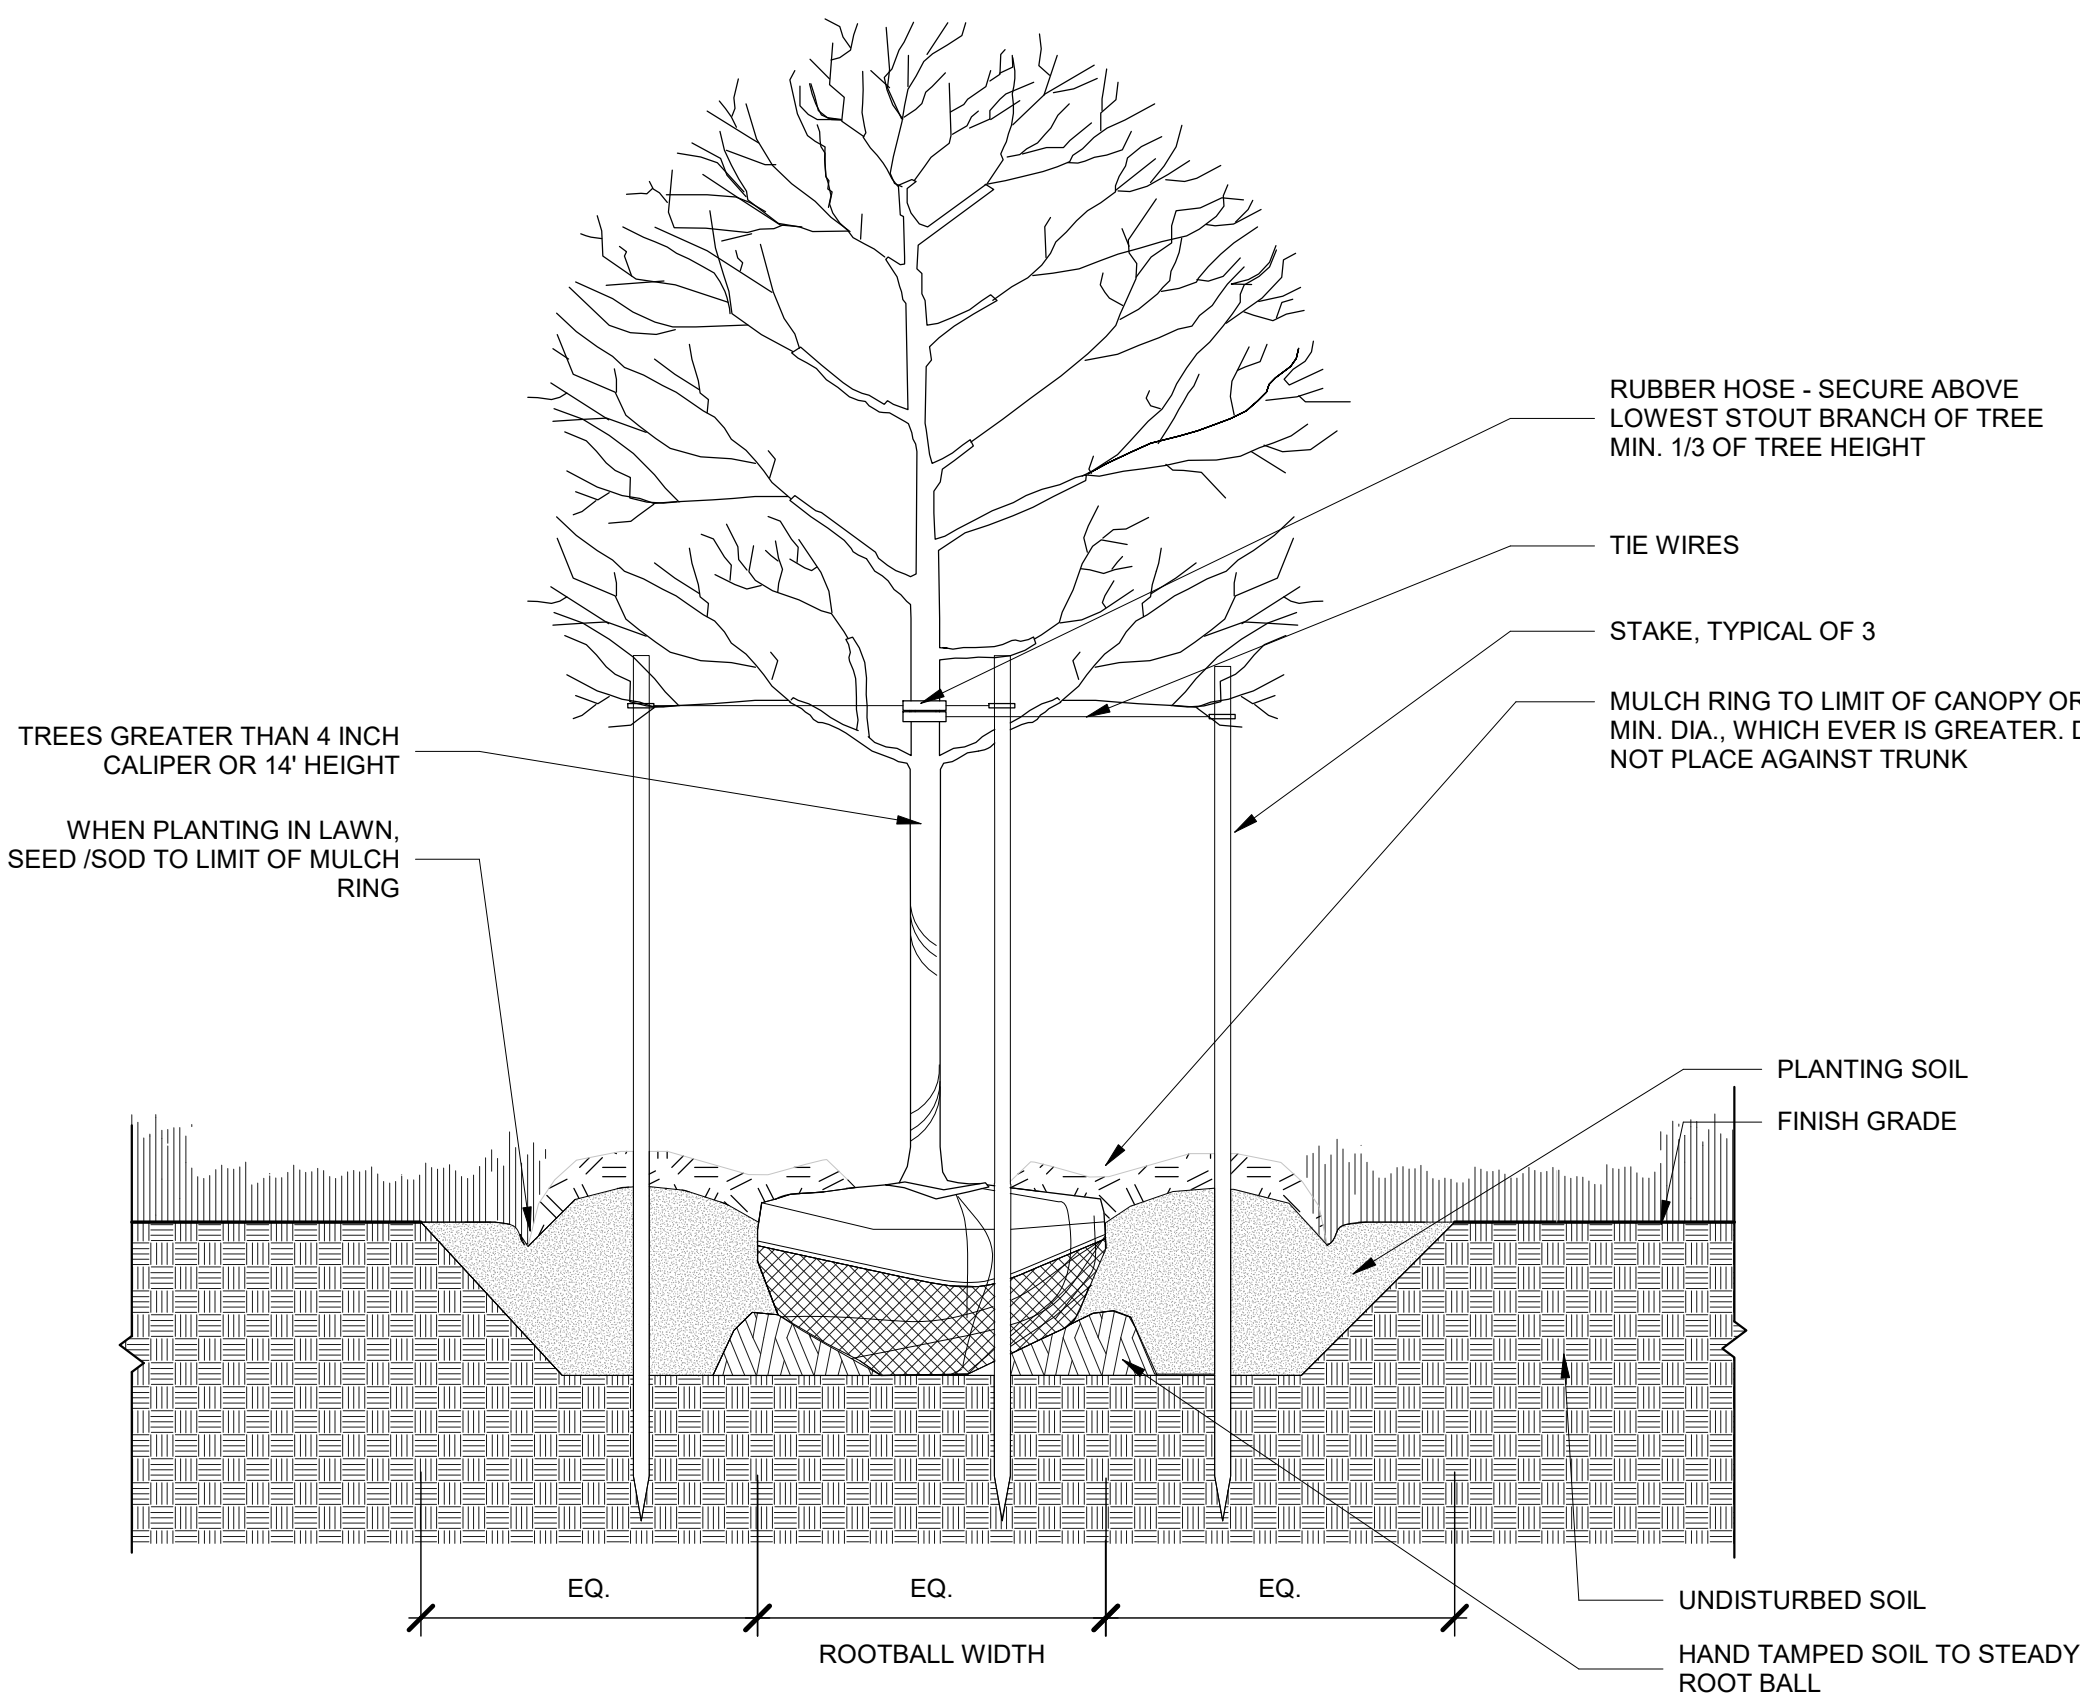 RUBBER HOSE - SECURE ABOVE
LOWEST STOUT BRANCH OF TREE
MIN. 1/3 OF TREE HEIGHT
TIE WIRES
STAKE, TYPICAL OF 3
MULCH RING TO LIMIT OF CANOPY OR
MIN. DIA., WHICH EVER IS GREATER.
NOT PLACE AGAINST TRUNK
TREES GREATER THAN 4 INCH
CALIPER OR 14' HEIGHT
WHEN PLANTING IN LAWN,
SEED /SOD TO LIMIT OF MULCH
RING
PLANTING SOIL
FINISH GRADE
EQ.
EQ.
EQ.
ROOTBALL WIDTH
UNDISTURBED SOIL
HAND TAMPED SOIL TO STEADY
ROOT BALL